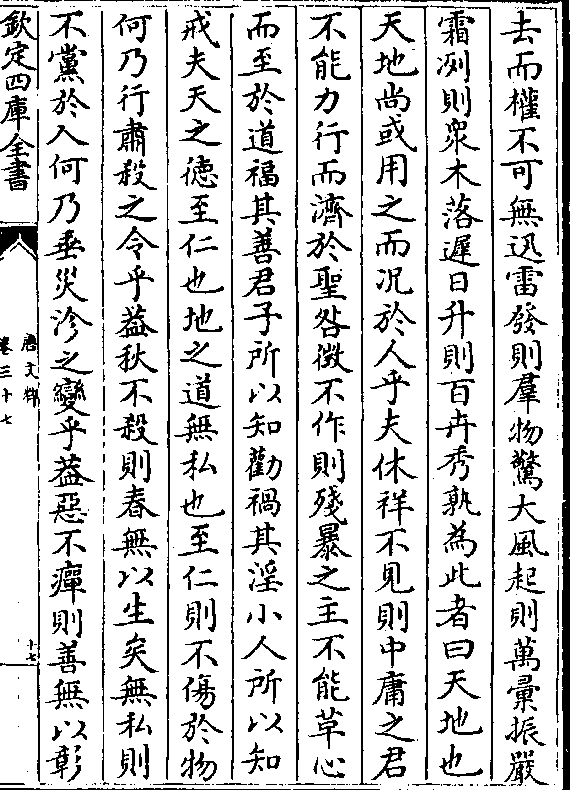 去而權不可無迅雷發則羣物驚大風起則萬彙振嚴
霜冽則衆木落遲日升則百卉秀孰為此者曰天地也
天地尚或用之而况於人乎夫休祥不見則中庸之君
不能力行而濟於聖咎徴不作則殘暴之主不能革心
而至於道福其善君子所以知勸禍其淫小人所以知
戒夫天之徳至仁也地之道無私也至仁則不傷於物
何乃行肅殺之令乎葢秋不殺則春無以生矣無私則
不黨於人何乃垂災沴之變乎葢惡不癉則善無以彰
欽定四庫全書
唐文粹
卷三十七
十七